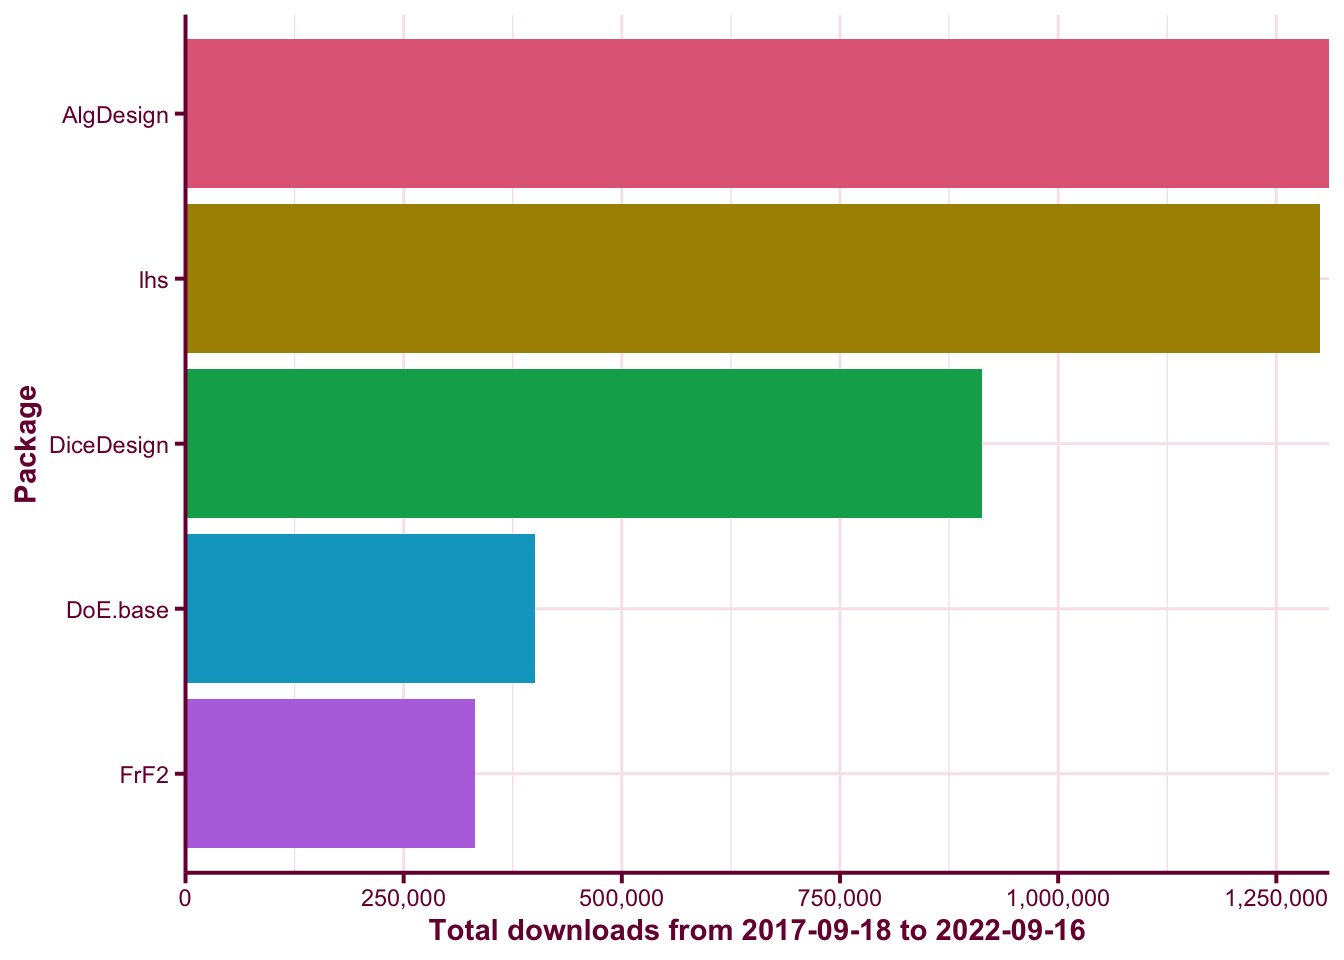 AlgDesign
lhs
DiceDesign
DoE.base
FrF2
Package
0 250,000 500,000 750,000 1,000,000 1,250,000
Total downloads from 2017-09-18 to 2022-09-16